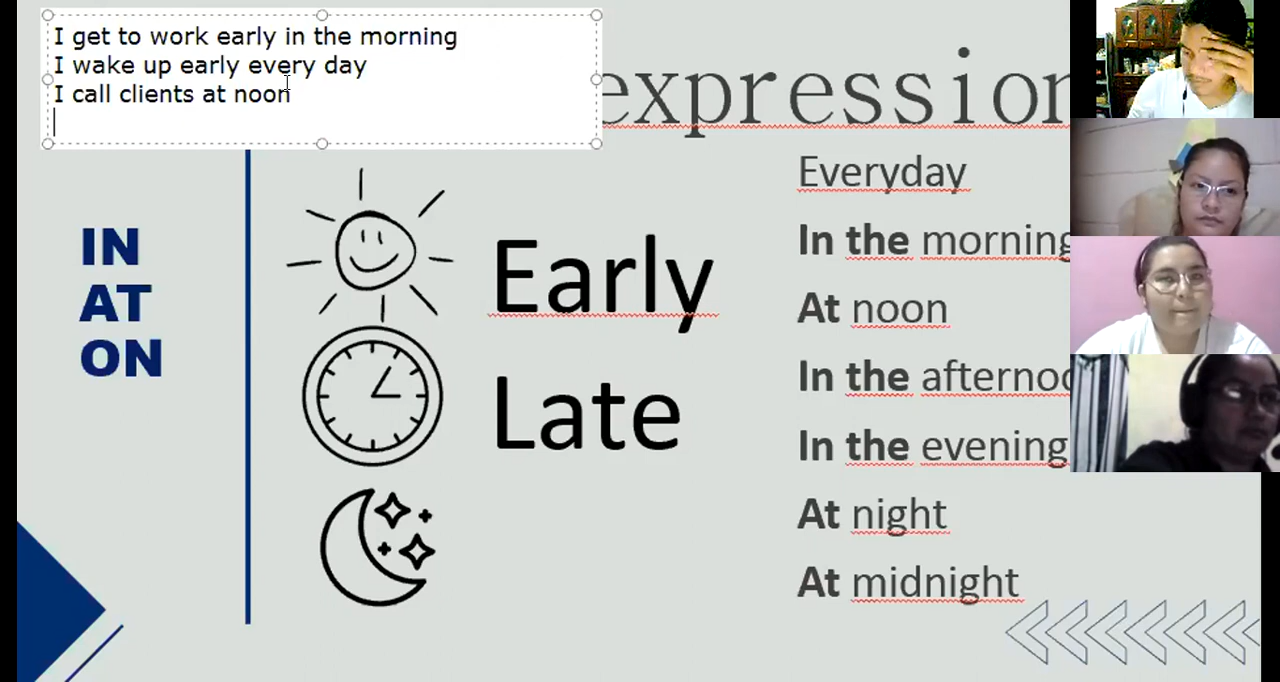 I get to work early in the morning
I wake up early every day
I call clients at noon
expression
IN
AT
ON
Early
Late
Everyday
In the morning
At noon
In the afternoo
In the evening
At night
At midnight